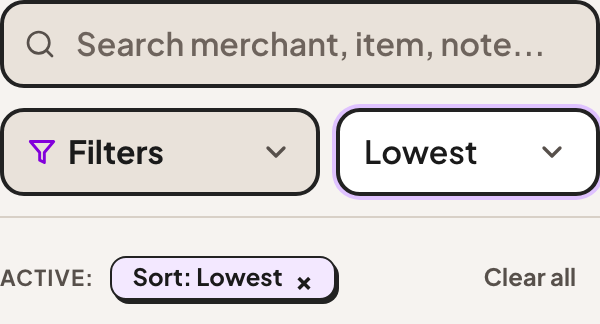 Search merchant, item, note...
Filters
Lowest
ACTIVE:
Sort: Lowest ×
Clear all